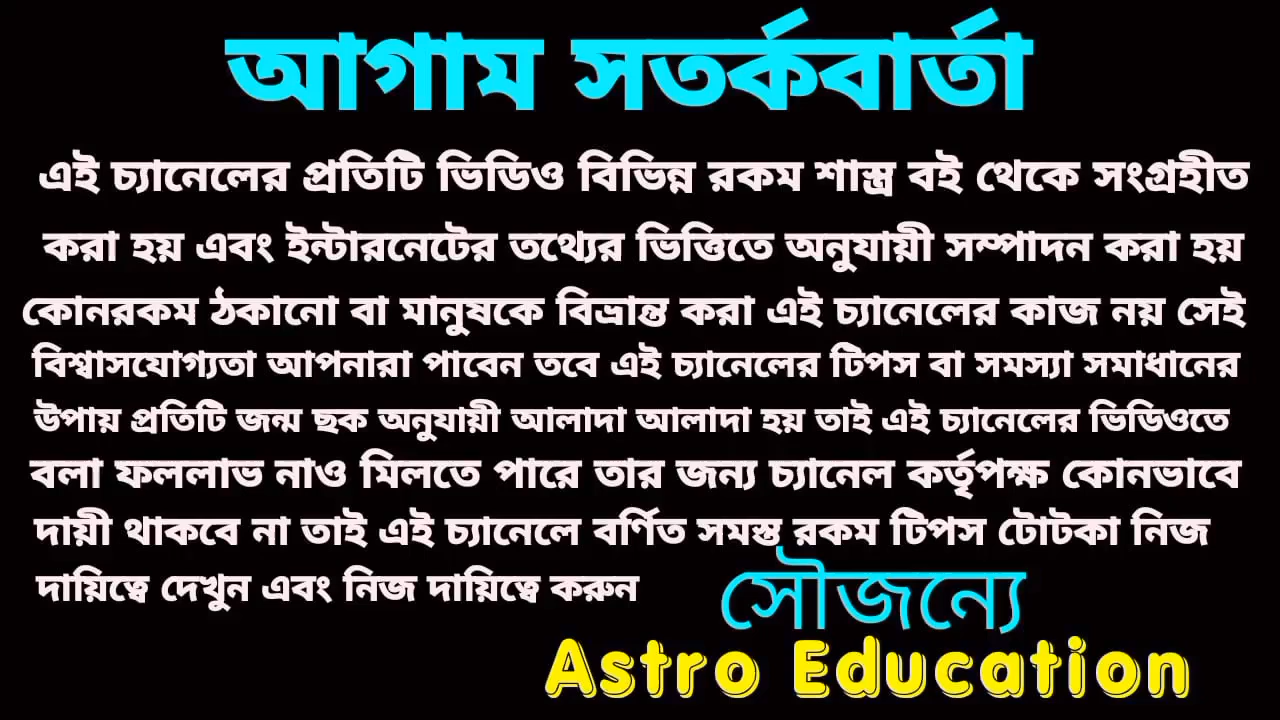 আগাম সতর্কবার্তা
এই চ্যানেলের প্রতিটি ভিডিও বিভিন্ন রকম শাস্ত্র বই থেকে সংগ্রহীত
করা হয় এবং ইন্টারনেটের তথ্যের ভিত্তিতে অনুযায়ী সম্পাদন করা হয়
কোনরকম ঠকানো বা মানুষকে বিভ্রান্ত করা এই চ্যানেলের কাজ নয় সেই
বিশ্বাসযোগ্যতা আপনারা পাবেন তবে এই চ্যানেলের টিপস বা সমস্যা সমাধানের
উপায় প্রতিটি জন্ম ছক অনুযায়ী আলাদা আলাদা হয় তাই এই চ্যানেলের ভিডিওতে
বলা ফললাভ নাও মিলতে পারে তার জন্য চ্যানেল কর্তৃপক্ষ কোনভাবে
দায়ী থাকবে না তাই এই চ্যানেলে বর্ণিত সমস্ত রকম টিপস টোটকা নিজ
দায়িত্বে দেখুন এবং নিজ দায়িত্বে করুন
সৌজন্যে
Astro Education